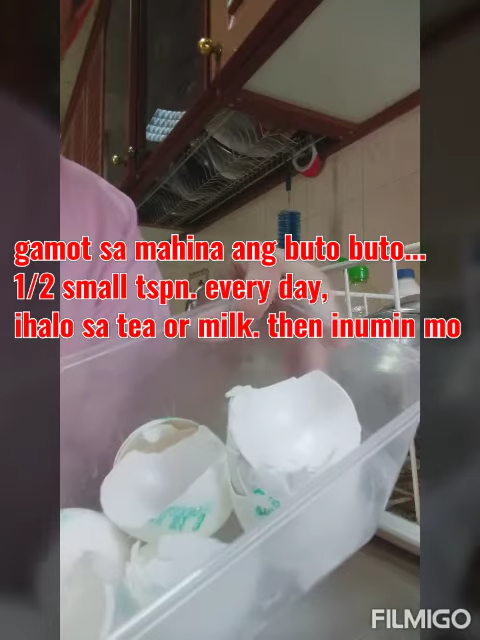 gamot sa mahina ang buto buto...
1/2 small tspn. every day,
ihalo sa tea or milk. then inumin mo
FILMIGO